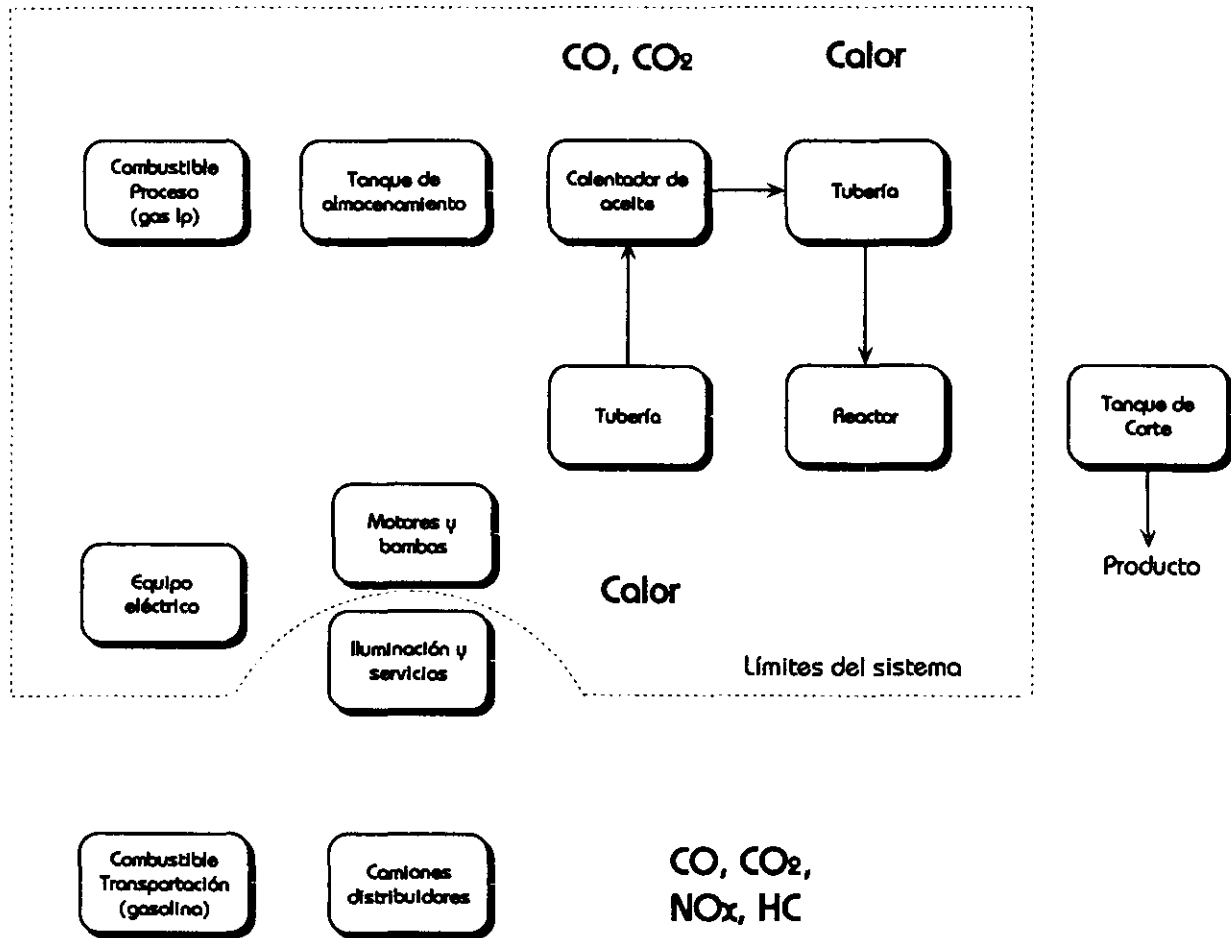 CO, CO2
Calor
Combustible
Proceso
(gas lp)
Tanque de
almacenamiento
Calentador de
aceite
Tubería
Tubería
Reactor
Tanque de
Corte
Motores y
bombas
Producto
Equipo
eléctrico
Calor
Iluminación y
servicios
Límites del sistema
Combustible
Transportación
(gasolina)
Camiones
distribuidores
CO, CO2,
NOx, HC